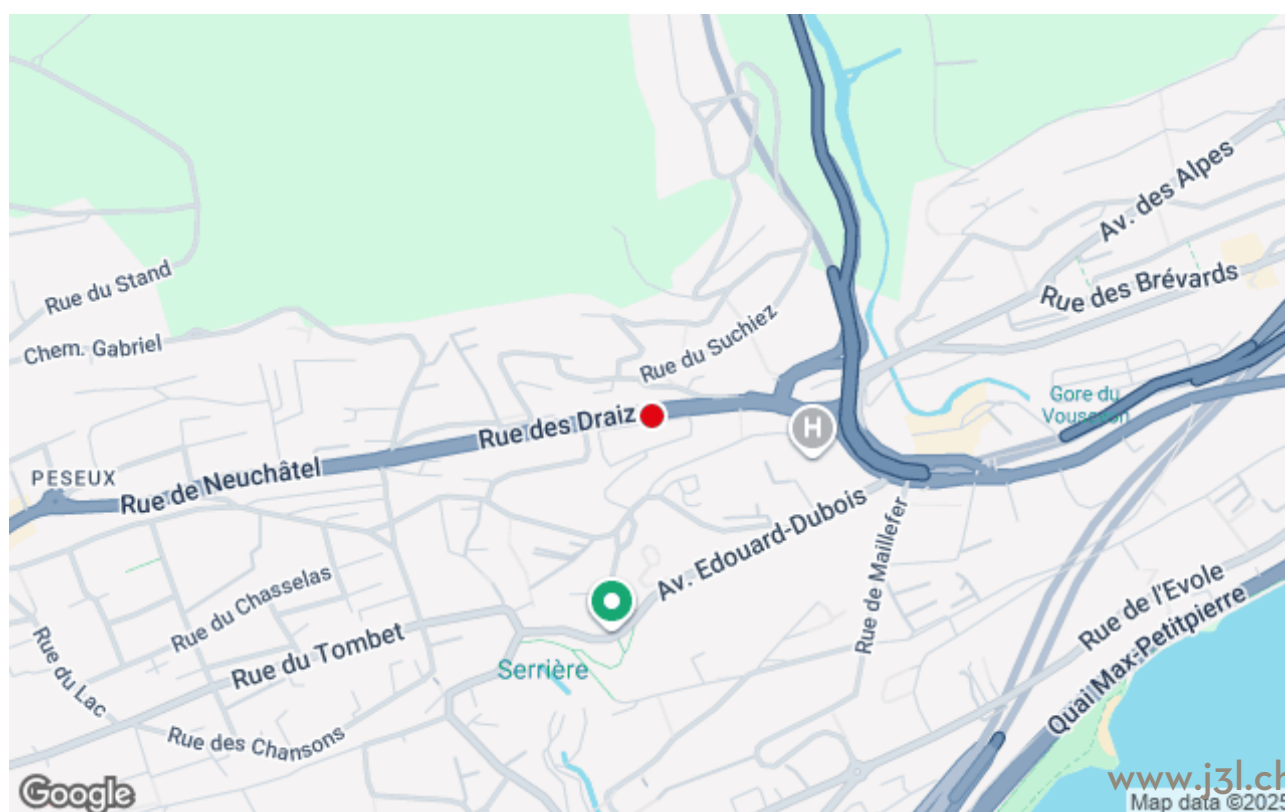 Av. des Alpes
Rue des Brévards
Rue du Stand
Chem. Gabriel
Rue du Suchiez
Gore du
Vouseyon
H
Rue des Draiz
Rue de Neuchâtel
PESEUX
Av. Edouard-Dubois
Rue de Maillefer
Rue du Chasselas
Rue du Tombet
Rue du Lac
Rue des Chansons
Serrière
Rue de l'Evole
Quai Max-Petitpierre
Google
www.j3l.ch
Map data ©2025